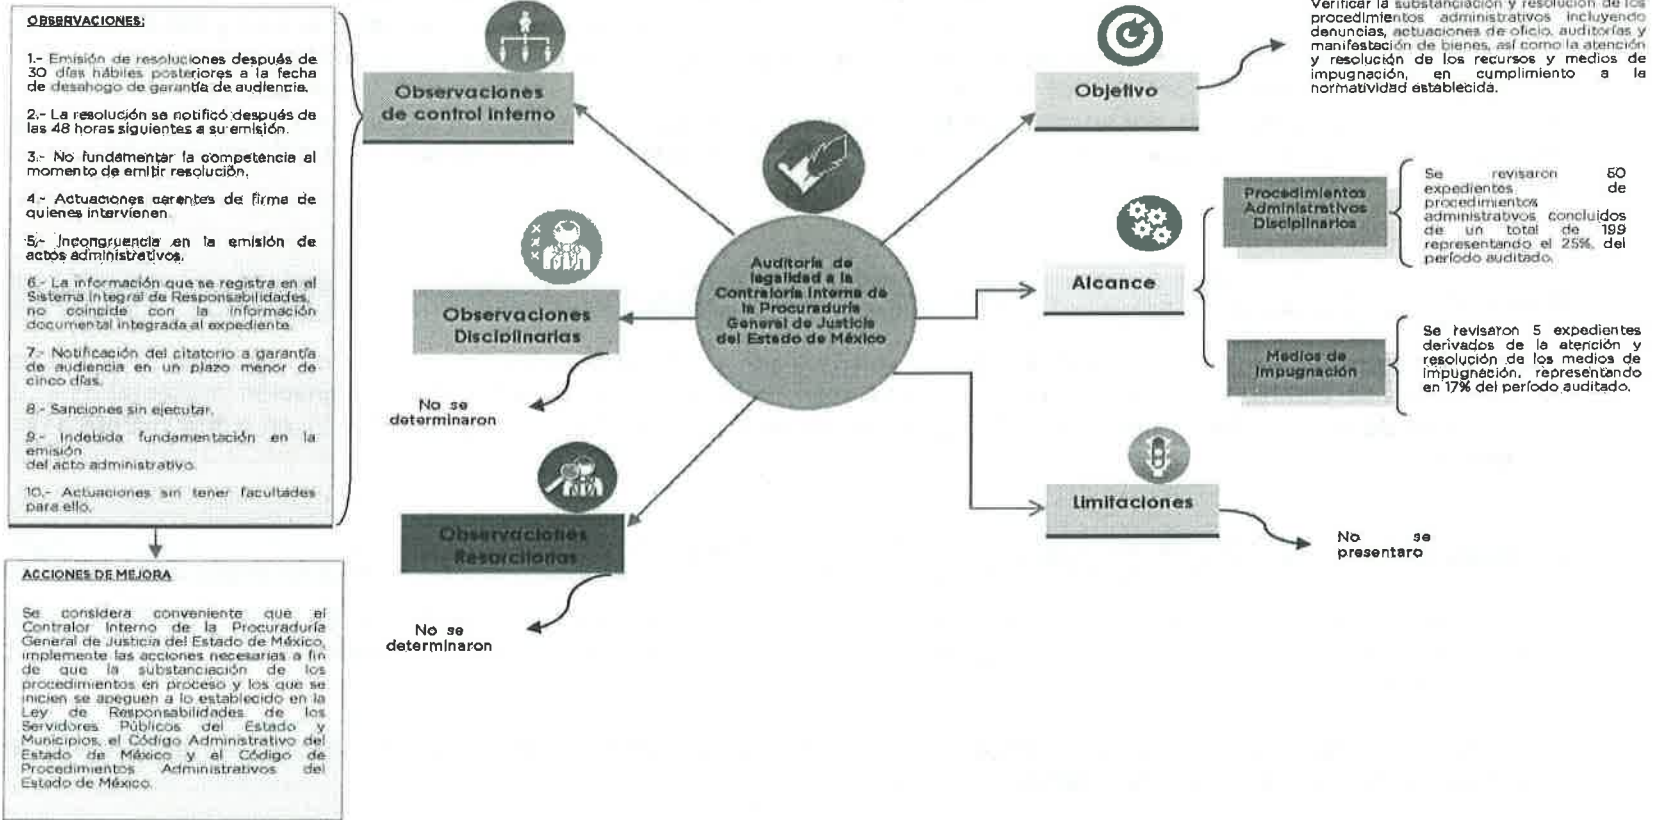 OBSERVACIONES:
1.- Emisión de resoluciones después de
30 días hábiles posteriores a la fecha
de desahogo de garantía de audiencia.
2.- La resolución se notificó después de
las 48 horas siguientes a su emisión.
3.- No fundamentar la competencia al
momento de emitir resolución.
4.- Actuaciones carentes de firma de
quienes intervienen.
5.- Incongruencia en la emisión de
actos administrativos.
6.- La información que se registra en el
Sistema Integral de Responsabilidades,
no coincide con la información
documental integrada al expediente.
7.- Notificación del citatorio a garantía
de audiencia en un plazo menor de
cinco días.
8.- Sanciones sin ejecutar.
9.- Indebida fundamentación en la
emisión
del acto administrativo.
10.- Actuaciones sin tener facultades
para ello.
ACCIONES DE MEJORA
Se considera conveniente que el
Contralor Interno de la Procuraduría
General de Justicia del Estado de México,
implemente las acciones necesarias a fin
de que la substanciación de los
procedimientos en proceso y los que se
inicien se apeguen a lo establecido en la
Ley de Responsabilidades de los
Servidores Públicos del Estado y
Municipios, el Código Administrativo del
Estado de México y el Código de
Procedimientos Administrativos del
Estado de México.
Observaciones
de control interno
Observaciones
Disciplinarias
No se
determinaron
Observaciones
Resarcitorias
No se
determinaron
Auditoría de
legalidad a la
Contraloría Interna de
la Procuraduría
General de Justicia
del Estado de México
Objetivo
Verificar la substanciación y resolución de los
procedimientos administrativos incluyendo
denuncias, actuaciones de oficio, auditorías y
manifestación de bienes, así como la atención
y resolución de los recursos y medios de
impugnación, en cumplimiento a la
normatividad establecida.
Alcance
Procedimientos
Administrativos
Disciplinarios
Se revisaron 50
expedientes de
procedimientos
administrativos concluidos
de un total de 199
representando el 25%, del
período auditado.
Medios de
Impugnación
Se revisaron 5 expedientes
derivados de la atención y
resolución de los medios de
impugnación, representando
en 17% del período auditado.
Limitaciones
No se
presentaro